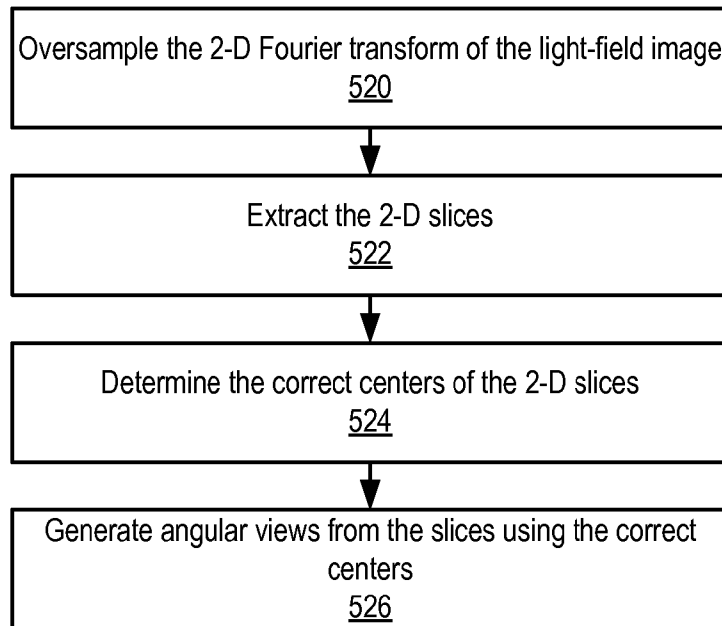 Oversample the 2-D Fourier transform of the light-field image
520
Extract the 2-D slices
522
Determine the correct centers of the 2-D slices
524
Generate angular views from the slices using the correct
centers
526